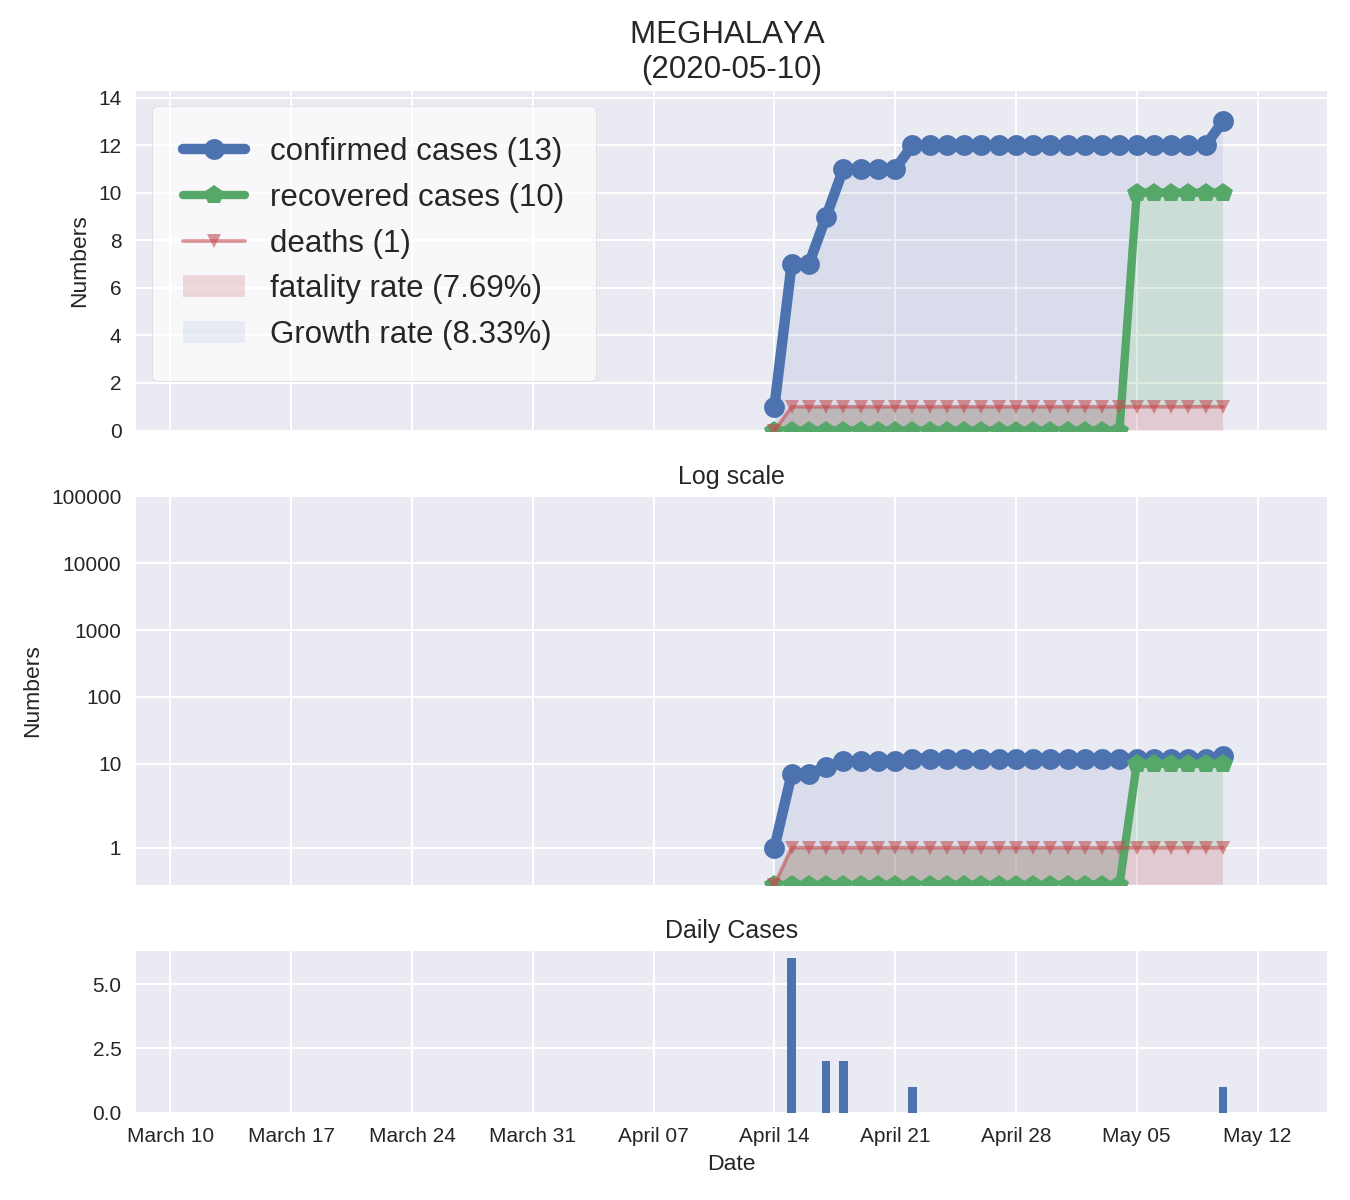 MEGHALAYA
(2020-05-10)
14
12
10
8
6
4
2
0
Numbers
confirmed cases (13)
recovered cases (10)
deaths (1)
fatality rate (7.69%)
Growth rate (8.33%)
Log scale
100000
10000
1000
100
10
1
Numbers
Daily Cases
5.0
2.5
0.0
March 10 March 17 March 24 March 31 April 07 April 14 April 21 April 28 May 05 May 12
Date